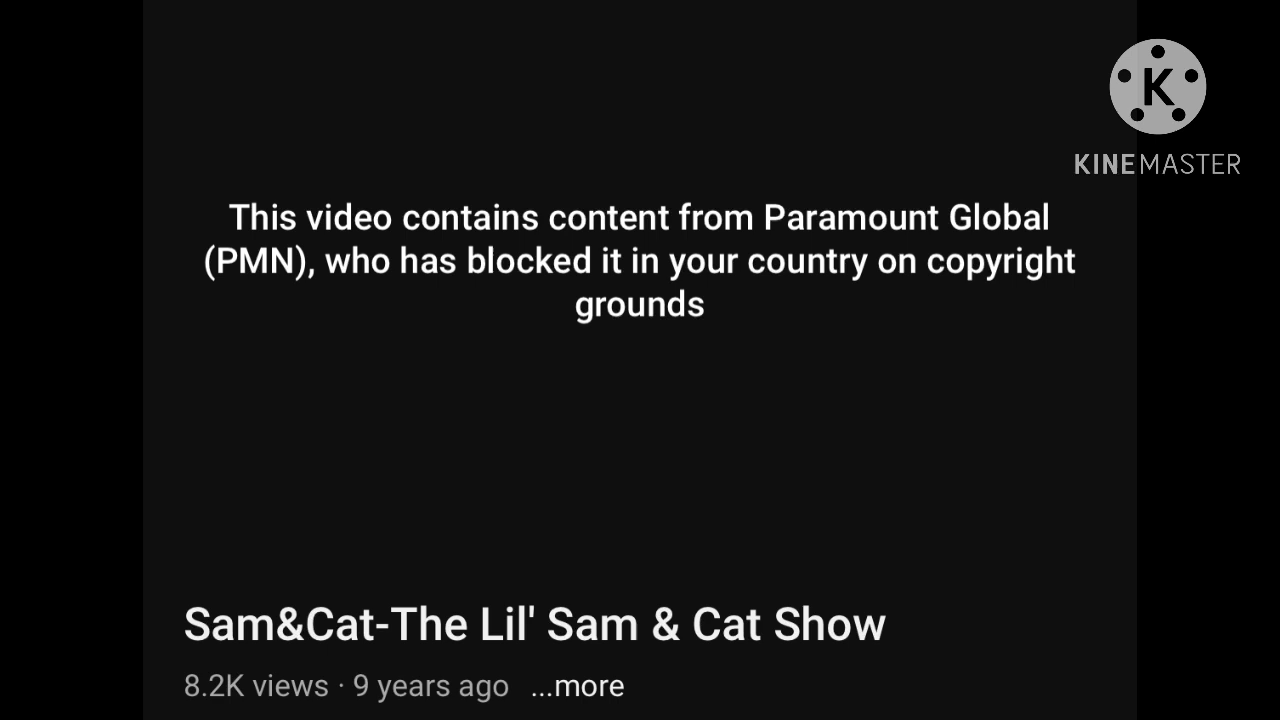 K
KINEMASTER
This video contains content from Paramount Global
(PMN), who has blocked it in your country on copyright
grounds
Sam&Cat-The Lil' Sam & Cat Show
8.2K views · 9 years ago ...more